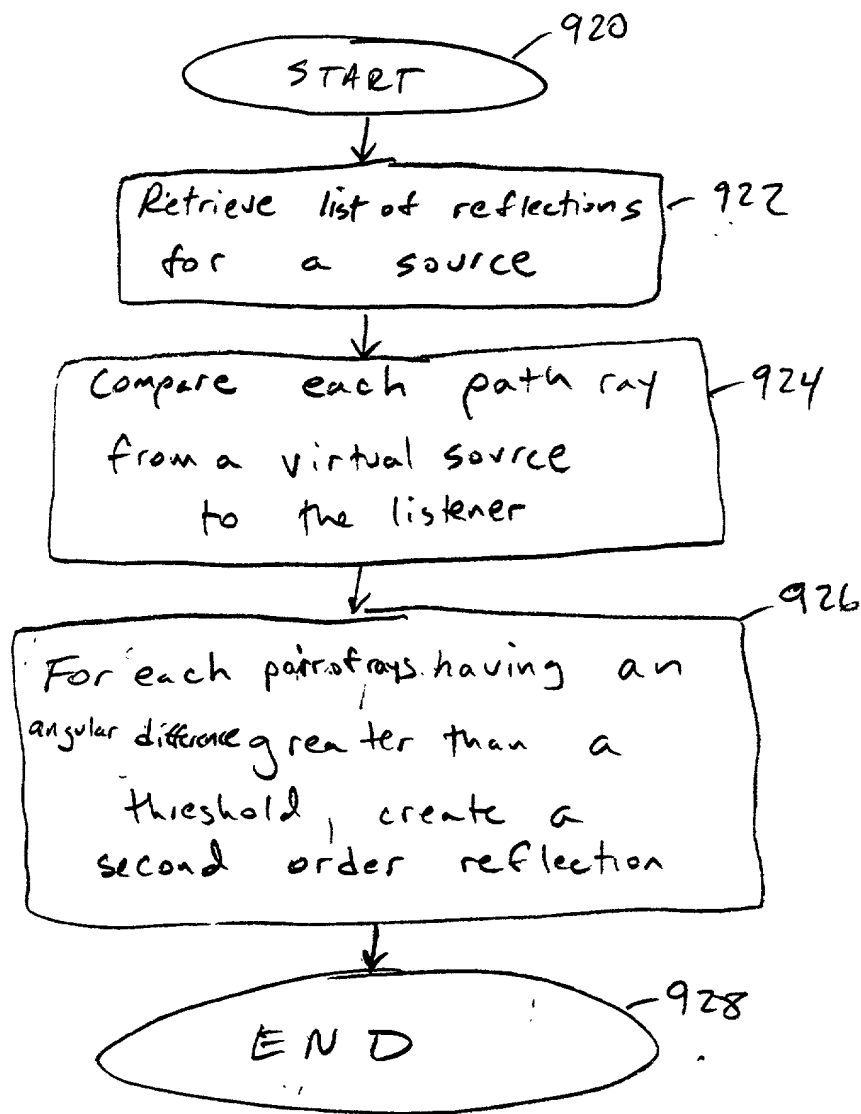 920
START
Retrieve list of reflections
for a source
922
Compare each path ray
from a virtual source
to the listener
924
926
For each pair of rays having an
angular difference greater than a
threshold, create a
second order reflection
928
END